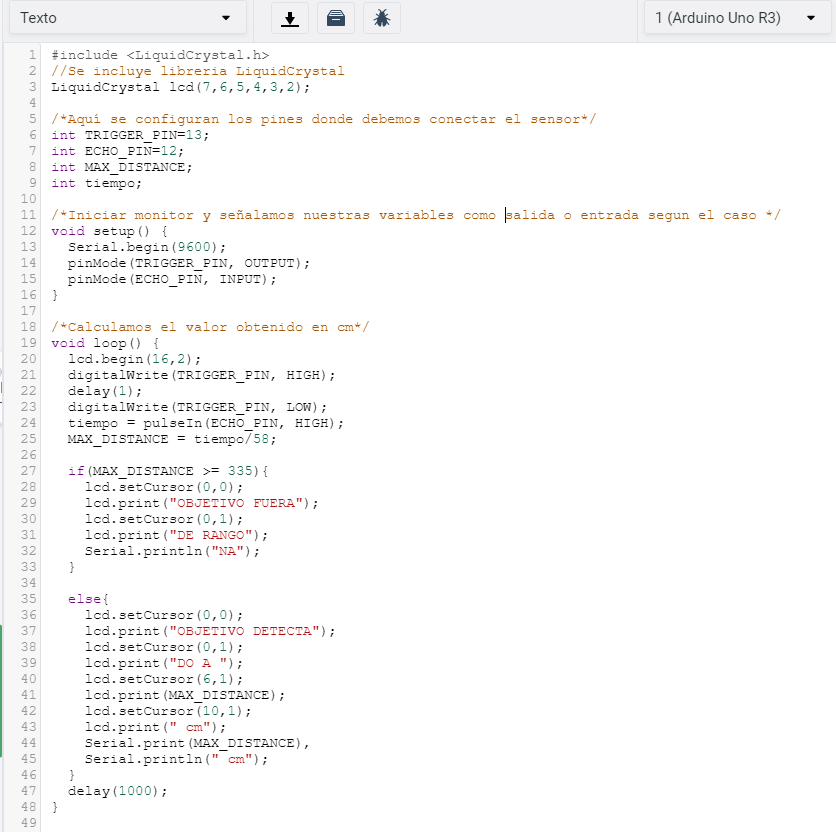 Texto
1 (Arduino Uno R3)
1 #include <LiquidCrystal.h>
2 //Se incluye libreria LiquidCrystal
3 LiquidCrystal lcd(7,6,5,4,3,2);
4
5 /*Aquí se configuran los pines donde debemos conectar el sensor*/
6 int TRIGGER_PIN=13;
7 int ECHO_PIN=12;
8 int MAX_DISTANCE;
9 int tiempo;
10
11 /*Iniciar monitor y señalamos nuestras variables como salida o entrada segun el caso */
12 void setup() {
13   Serial.begin(9600);
14   pinMode(TRIGGER_PIN, OUTPUT);
15   pinMode(ECHO_PIN, INPUT);
16 }
17
18 /*Calculamos el valor obtenido en cm*/
19 void loop() {
20   lcd.begin(16,2);
21   digitalWrite(TRIGGER_PIN, HIGH);
22   delay(1);
23   digitalWrite(TRIGGER_PIN, LOW);
24   tiempo = pulseIn(ECHO_PIN, HIGH);
25   MAX_DISTANCE = tiempo/58;
26
27   if(MAX_DISTANCE >= 335){
28     lcd.setCursor(0,0);
29     lcd.print("OBJETIVO FUERA");
30     lcd.setCursor(0,1);
31     lcd.print("DE RANGO");
32     Serial.println("NA");
33   }
34
35   else{
36     lcd.setCursor(0,0);
37     lcd.print("OBJETIVO DETECTA");
38     lcd.setCursor(0,1);
39     lcd.print("DO A ");
40     lcd.setCursor(6,1);
41     lcd.print(MAX_DISTANCE);
42     lcd.setCursor(10,1);
43     lcd.print(" cm");
44     Serial.print(MAX_DISTANCE),
45     Serial.println(" cm");
46   }
47   delay(1000);
48 }
49